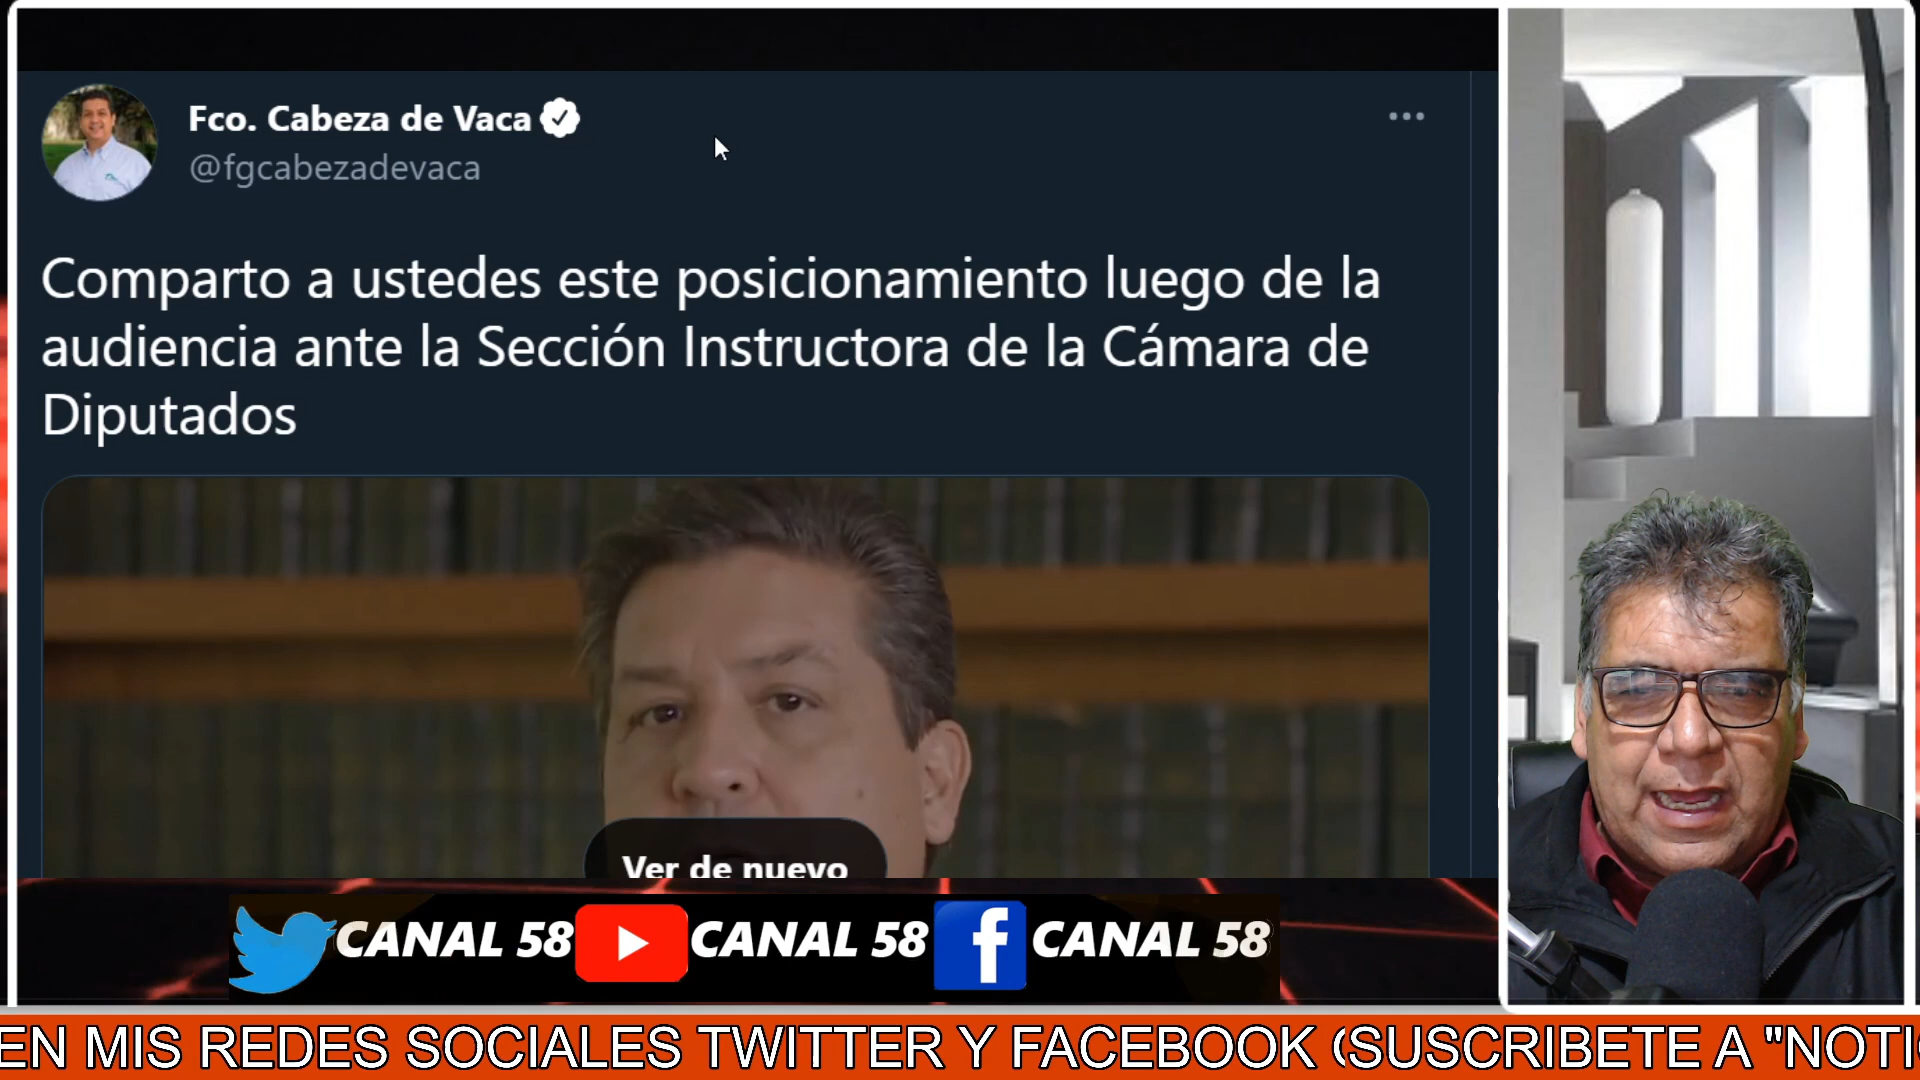 Fco. Cabeza de Vaca
@fgcabezadevaca
Comparto a ustedes este posicionamiento luego de la
audiencia ante la Sección Instructora de la Cámara de
Diputados
Ver de nuevo
CANAL 58 CANAL 58 CANAL 58
EN MIS REDES SOCIALES TWITTER Y FACEBOOK (SUSCRIBETE A "NOTI